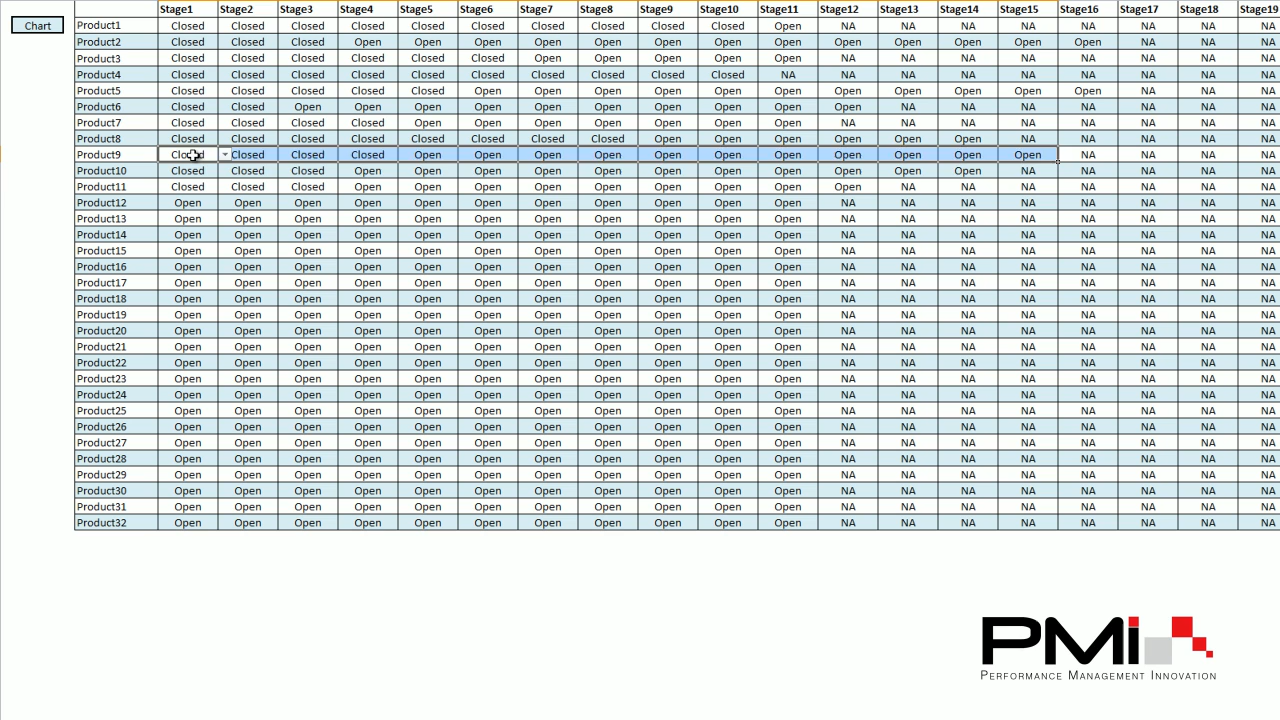 Stage1 Stage2 Stage3 Stage4 Stage5 Stage6 Stage7 Stage8 Stage9 Stage10 Stage11 Stage12 Stage13 Stage14 Stage15 Stage16 Stage17 Stage18 Stage19
Chart
Product1 Closed Closed Closed Closed Closed Closed Closed Closed Closed Closed Open NA NA NA NA NA NA NA NA
Product2 Closed Closed Closed Open Open Open Open Open Open Open Open Open Open Open Open Open NA NA NA
Product3 Closed Closed Closed Closed Closed Closed Open Open Open Open Open NA NA NA NA NA NA NA NA
Product4 Closed Closed Closed Closed Closed Closed Closed Closed Closed Closed NA NA NA NA NA NA NA NA NA
Product5 Closed Closed Closed Closed Closed Open Open Open Open Open Open Open Open Open Open Open NA NA NA
Product6 Closed Closed Open Open Open Open Open Open Open Open Open Open NA NA NA NA NA NA NA
Product7 Closed Closed Closed Closed Open Open Open Open Open Open Open NA NA NA NA NA NA NA NA
Product8 Closed Closed Closed Closed Closed Closed Closed Closed Open Open Open Open Open Open NA NA NA NA NA
Product9 Closed Closed Closed Closed Open Open Open Open Open Open Open Open Open Open Open NA NA NA NA
Product10 Closed Closed Closed Open Open Open Open Open Open Open Open Open Open Open NA NA NA NA NA
Product11 Closed Closed Closed Open Open Open Open Open Open Open Open Open NA NA NA NA NA NA NA
Product12 Open Open Open Open Open Open Open Open Open Open Open NA NA NA NA NA NA NA NA
Product13 Open Open Open Open Open Open Open Open Open Open Open NA NA NA NA NA NA NA NA
Product14 Open Open Open Open Open Open Open Open Open Open Open NA NA NA NA NA NA NA NA
Product15 Open Open Open Open Open Open Open Open Open Open Open NA NA NA NA NA NA NA NA
Product16 Open Open Open Open Open Open Open Open Open Open Open NA NA NA NA NA NA NA NA
Product17 Open Open Open Open Open Open Open Open Open Open Open NA NA NA NA NA NA NA NA
Product18 Open Open Open Open Open Open Open Open Open Open Open NA NA NA NA NA NA NA NA
Product19 Open Open Open Open Open Open Open Open Open Open Open NA NA NA NA NA NA NA NA
Product20 Open Open Open Open Open Open Open Open Open Open Open NA NA NA NA NA NA NA NA
Product21 Open Open Open Open Open Open Open Open Open Open Open NA NA NA NA NA NA NA NA
Product22 Open Open Open Open Open Open Open Open Open Open Open NA NA NA NA NA NA NA NA
Product23 Open Open Open Open Open Open Open Open Open Open Open NA NA NA NA NA NA NA NA
Product24 Open Open Open Open Open Open Open Open Open Open Open NA NA NA NA NA NA NA NA
Product25 Open Open Open Open Open Open Open Open Open Open Open NA NA NA NA NA NA NA NA
Product26 Open Open Open Open Open Open Open Open Open Open Open NA NA NA NA NA NA NA NA
Product27 Open Open Open Open Open Open Open Open Open Open Open NA NA NA NA NA NA NA NA
Product28 Open Open Open Open Open Open Open Open Open Open Open NA NA NA NA NA NA NA NA
Product29 Open Open Open Open Open Open Open Open Open Open Open NA NA NA NA NA NA NA NA
Product30 Open Open Open Open Open Open Open Open Open Open Open NA NA NA NA NA NA NA NA
Product31 Open Open Open Open Open Open Open Open Open Open Open NA NA NA NA NA NA NA NA
Product32 Open Open Open Open Open Open Open Open Open Open Open NA NA NA NA NA NA NA NA
PMi
PERFORMANCE MANAGEMENT INNOVATION